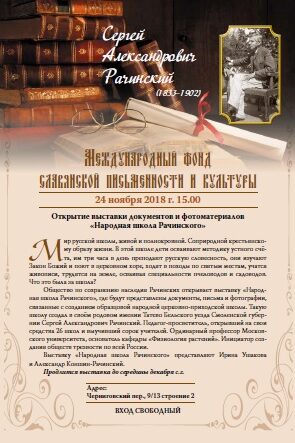 Сергей
Александрович
Рачинский
(1833-1902)
Международный фонд
славянской письменности и культуры
24 ноября 2018 г. 15.00
Открытие выставки документов и фотоматериалов
«Народная школа Рачинского»
Мир русской школы, живой и полнокровной. Соприродной крестьянско-
му образу жизни. В этой школе дети осваивают методику устного счё-
та, им три часа в день преподают русскую словесность, они изучают
Закон Божий и поют в церковном хоре, ходят в походы по святым местам, учатся
живописи, трудятся на земле, осваивая специальности пчеловодов и садоводов.
Что это была за школа?
Общество по сохранению наследия Рачинских открывает выставку «Народ-
ная школа Рачинского», где будут представлены документы, письма и фотографии,
связанные с созданием образцовой народной церковно-приходской школы. Такую
школу создал в своём родовом имении Татево Бельского уезда Смоленской губер-
нии Сергей Александрович Рачинский. Педагог-просветитель, открывший на свои
средства 26 школ и выучивший сорок учителей. Ординарный профессор Москов-
ского университета, основатель кафедры «Физиология растений». Инициатор соз-
дания обществ трезвости по всей России.
Выставку «Народная школа Рачинского» представляют Ирина Ушакова
и Александр Коншин-Рачинский.
Продлится выставка до середины декабря с.г.
Адрес:
Черниговский пер., 9/13 строение 2
ВХОД СВОБОДНЫЙ